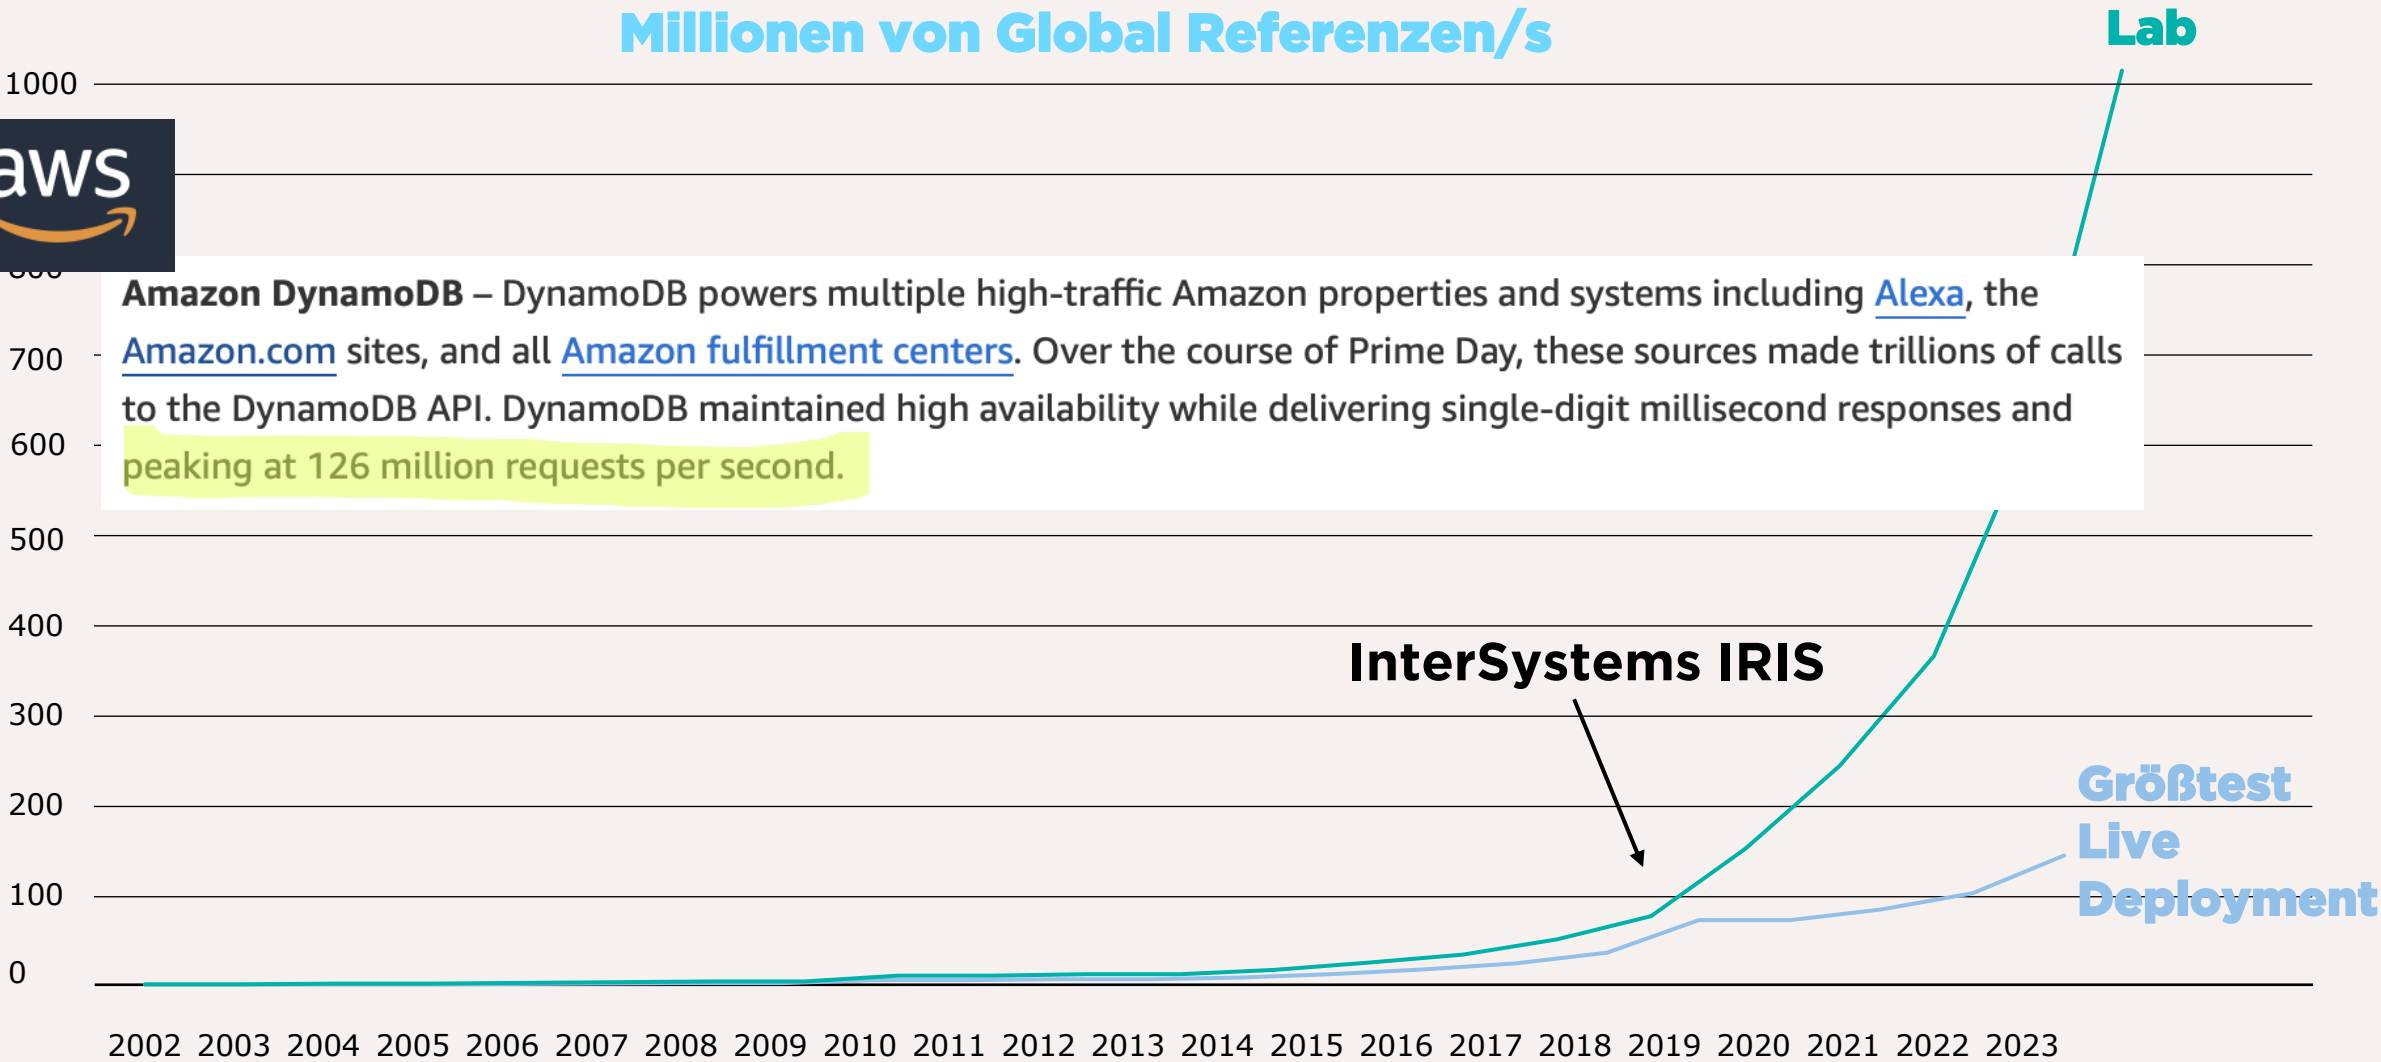 Millionen von Global Referenzen/s
Lab
1000
aws
Amazon DynamoDB – DynamoDB powers multiple high-traffic Amazon properties and systems including Alexa, the
Amazon.com sites, and all Amazon fulfillment centers. Over the course of Prime Day, these sources made trillions of calls
to the DynamoDB API. DynamoDB maintained high availability while delivering single-digit millisecond responses and
peaking at 126 million requests per second.
700
600
500
400
300
200
100
0
InterSystems IRIS
Größtest
Live
Deployment
2002 2003 2004 2005 2006 2007 2008 2009 2010 2011 2012 2013 2014 2015 2016 2017 2018 2019 2020 2021 2022 2023